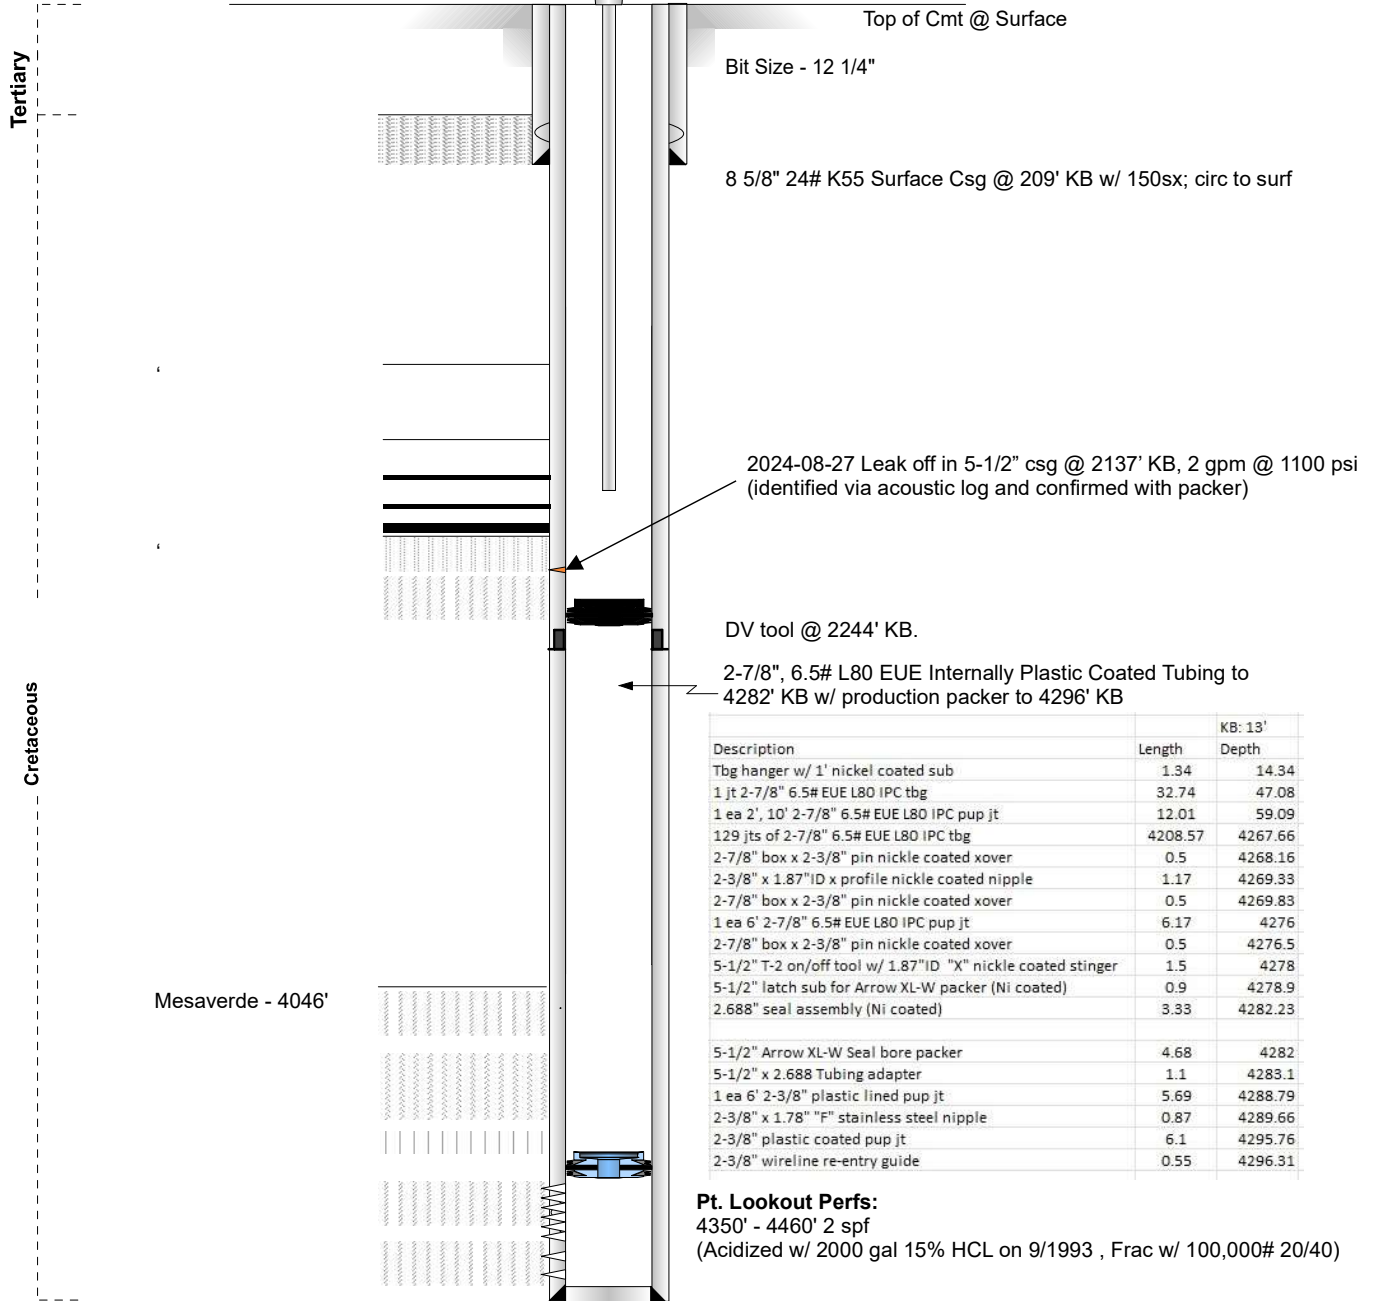 Top of Cmt @ Surface
Bit Size - 12 1/4"
Tertiary
8 5/8" 24# K55 Surface Csg @ 209' KB w/ 150sx; circ to surf
‘
2024-08-27 Leak off in 5-1/2” csg @ 2137’ KB, 2 gpm @ 1100 psi
(identified via acoustic log and confirmed with packer)
‘
DV tool @ 2244' KB.
2-7/8", 6.5# L80 EUE Internally Plastic Coated Tubing to
4282' KB w/ production packer to 4296' KB
Cretaceous
KB: 13'
Description Length Depth
Tbg hanger w/ 1' nickel coated sub 1.34 14.34
1 jt 2-7/8" 6.5# EUE L80 IPC tbg 32.74 47.08
1 ea 2', 10' 2-7/8" 6.5# EUE L80 IPC pup jt 12.01 59.09
129 jts of 2-7/8" 6.5# EUE L80 IPC tbg 4208.57 4267.66
2-7/8" box x 2-3/8" pin nickle coated xover 0.5 4268.16
2-3/8" x 1.87"ID x profile nickle coated nipple 1.17 4269.33
2-7/8" box x 2-3/8" pin nickle coated xover 0.5 4269.83
1 ea 6' 2-7/8" 6.5# EUE L80 IPC pup jt 6.17 4276
2-7/8" box x 2-3/8" pin nickle coated xover 0.5 4276.5
5-1/2" T-2 on/off tool w/ 1.87"ID "X" nickle coated stinger 1.5 4278
5-1/2" latch sub for Arrow XL-W packer (Ni coated) 0.9 4278.9
2.688" seal assembly (Ni coated) 3.33 4282.23
5-1/2" Arrow XL-W Seal bore packer 4.68 4282
5-1/2" x 2.688 Tubing adapter 1.1 4283.1
1 ea 6' 2-3/8" plastic lined pup jt 5.69 4288.79
2-3/8" x 1.78" "F" stainless steel nipple 0.87 4289.66
2-3/8" plastic coated pup jt 6.1 4295.76
2-3/8" wireline re-entry guide 0.55 4296.31
Mesaverde - 4046'
Pt. Lookout Perfs:
4350' - 4460' 2 spf
(Acidized w/ 2000 gal 15% HCL on 9/1993 , Frac w/ 100,000# 20/40)